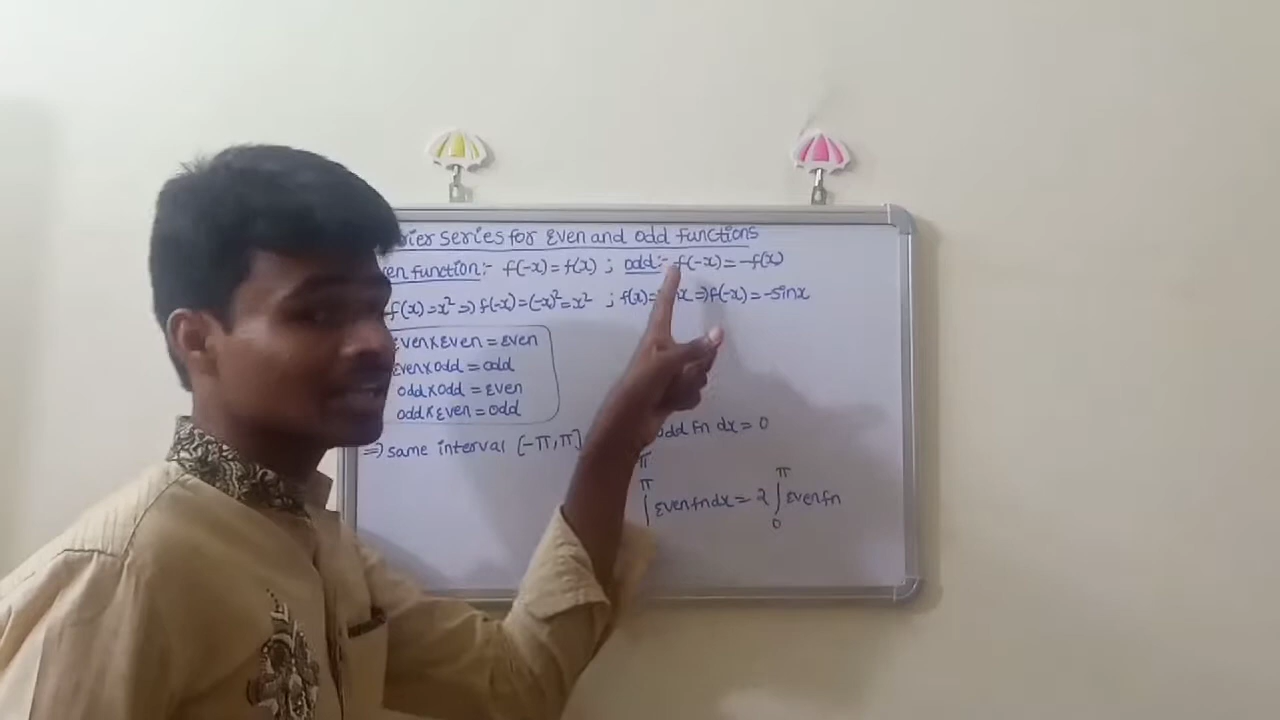 rier series for Even and odd Functions
en function:- f(-x)=f(x) ; odd:- f(-x)=-f(x)
f(x)=x² ⇒ f(-x)=(-x)²=x² ; f(x)= inx ⇒ f(-x)=-sinx
Even x Even = Even
Even x odd = odd
odd x odd = Even
odd x Even = odd
⇒ same interval [-π, π]
odd Fn dx = 0
π
π
∫ Even fn dx = 2 ∫ Even fn
π
0